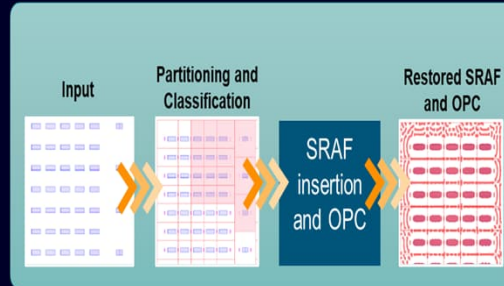 Input
Partitioning and
Classification
SRAF
insertion
and OPC
Restored SRAF
and OPC